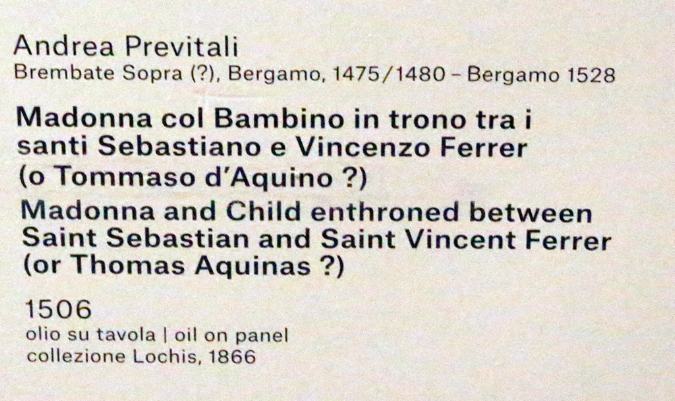 Andrea Previtali
Brembate Sopra (?), Bergamo, 1475/1480 – Bergamo 1528
Madonna col Bambino in trono tra i
santi Sebastiano e Vincenzo Ferrer
(o Tommaso d'Aquino ?)
Madonna and Child enthroned between
Saint Sebastian and Saint Vincent Ferrer
(or Thomas Aquinas ?)
1506
olio su tavola | oil on panel
collezione Lochis, 1866